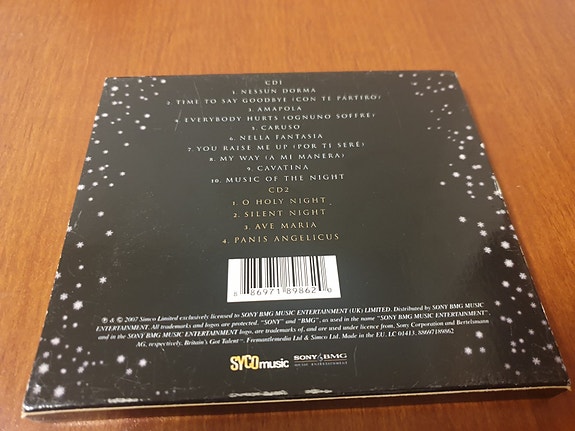 CD1
1. NESSUN DORMA
2. TIME TO SAY GOODBYE (CON TE PARTIRÓ)
3. AMAPOLA
EVERYBODY HURTS (OGNUNO SOFFRE)
5. CARUSO
6. NELLA FANTASIA
7. YOU RAISE ME UP (POR TI SERÉ)
8. MY WAY (A MI MANERA)
9. CAVATINA
10. MUSIC OF THE NIGHT
CD2
1. O HOLY NIGHT
2. SILENT NIGHT
3. AVE MARIA
4. PANIS ANGELICUS
8 86971 89862 0
℗ & © 2007 Simco Limited exclusively licensed to SONY BMG MUSIC ENTERTAINMENT (UK) LIMITED. Distributed by SONY BMG MUSIC
ENTERTAINMENT. All trademarks and logos are protected. "SONY" and "BMG", as used in the name "SONY BMG MUSIC ENTERTAINMENT"
and in the SONY BMG MUSIC ENTERTAINMENT logo, are trademarks of, and are used under licence from, Sony Corporation and Bertelsmann
AG, respectively. Britain's Got Talent™, Fremantlemedia Ltd & Simco Ltd. Made in the EU. LC 01413. 88697189862
SYCOmusic
SONY BMG
MUSIC ENTERTAINMENT